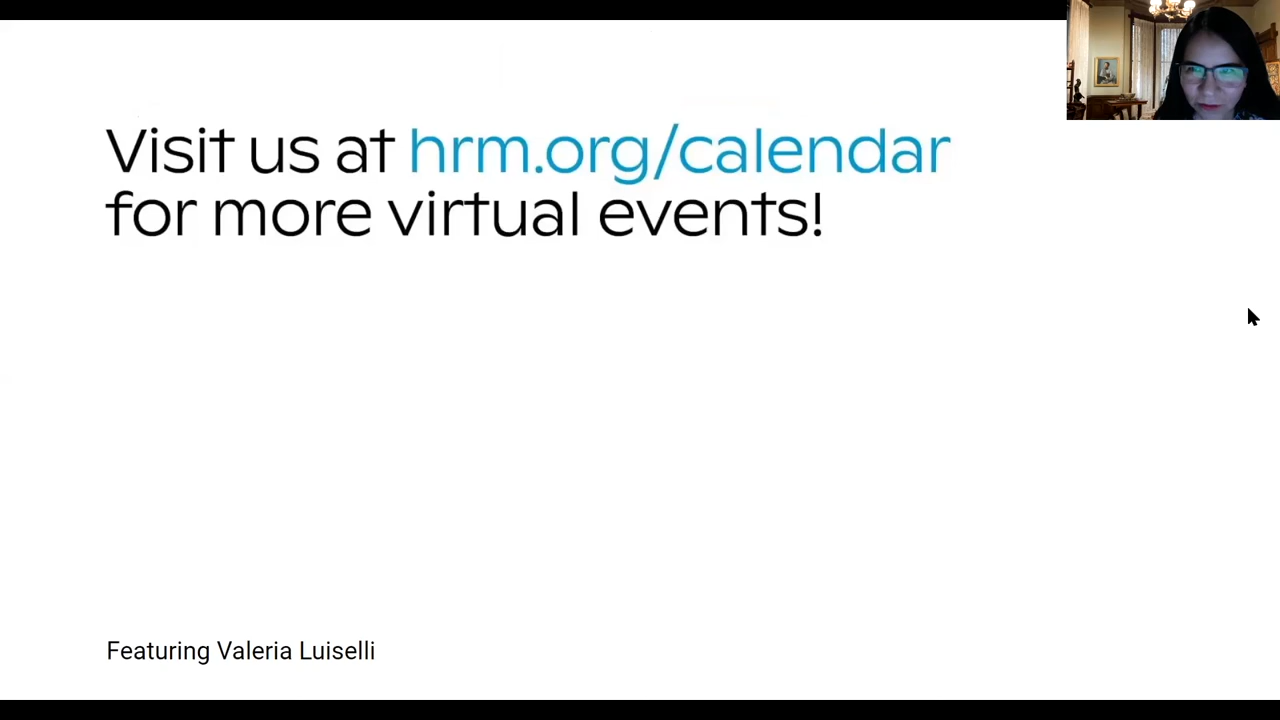 Visit us at hrm.org/calendar
for more virtual events!
Featuring Valeria Luiselli